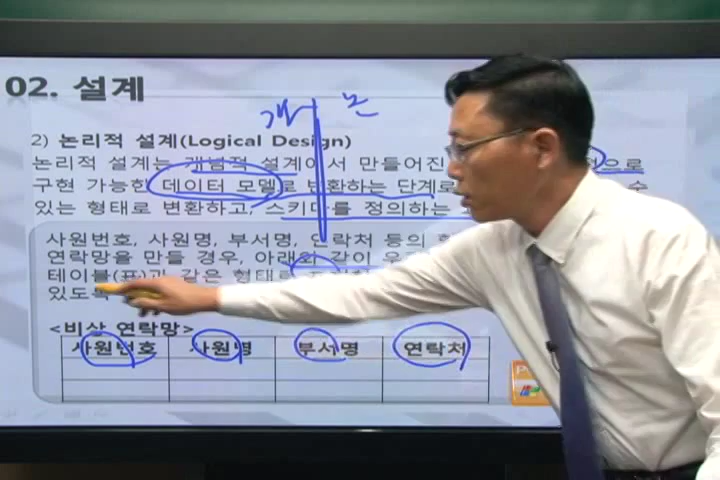 02. 설계
개 논
2) 논리적 설계(Logical Design)
논리적 설계는 개념적 설계에서 만들어진 으로
구현 가능한 데이터 모델로 변환하는 단계로 수
있는 형태로 변환하고, 스키마를 정의하는
사원번호, 사원명, 부서명, 연락처 등의
연락망을 만들 경우, 아래와 같이
테이블(표)과 같은 형태로
있도록
<비상 연락망>
사원번호 사원명 부서명 연락처